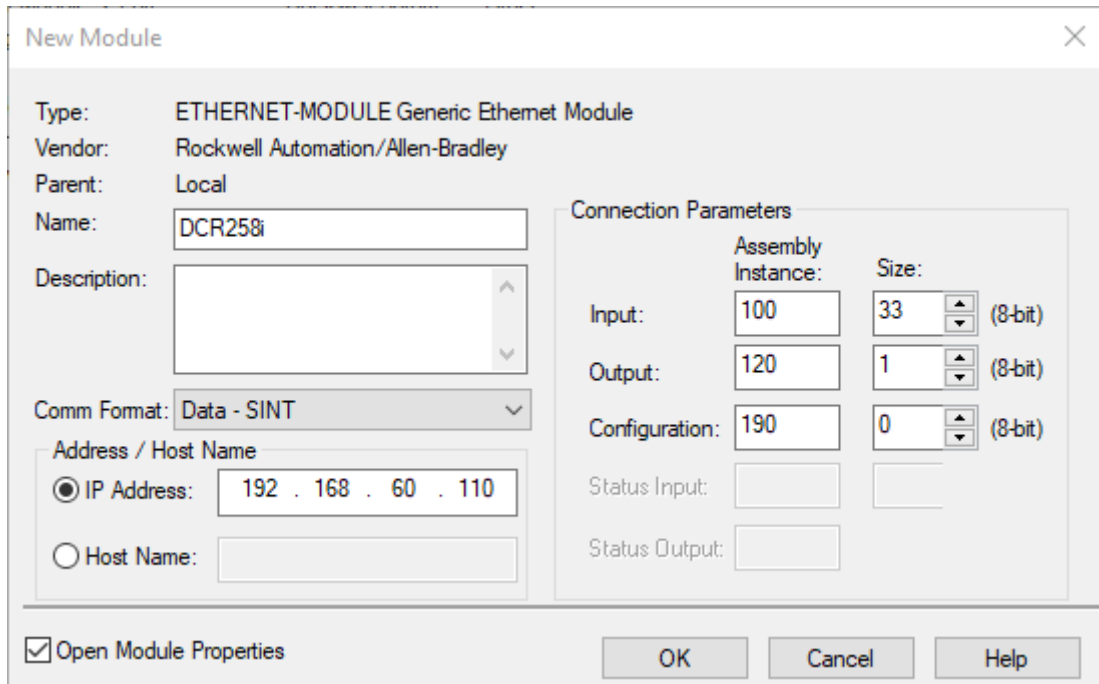 New Module
Type: ETHERNET-MODULE Generic Ethernet Module
Vendor: Rockwell Automation/Allen-Bradley
Parent: Local
Name: DCR258i
Description:
Comm Format: Data - SINT
Address / Host Name
IP Address: 192 . 168 . 60 . 110
Host Name:
Connection Parameters
Assembly
Instance: Size:
Input: 100 33 (8-bit)
Output: 120 1 (8-bit)
Configuration: 190 0 (8-bit)
Status Input:
Status Output:
Open Module Properties
OK Cancel Help